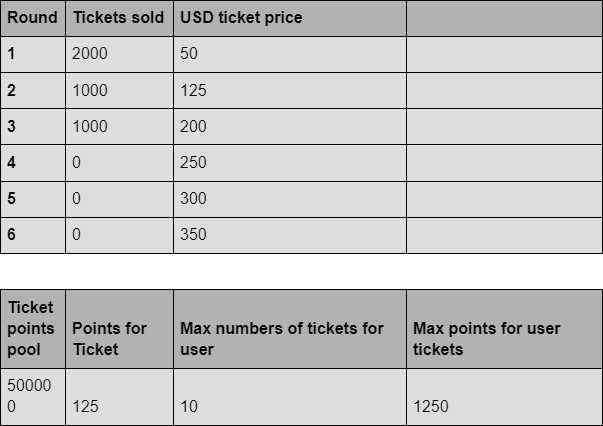 Round Tickets sold USD ticket price
1 2000 50
2 1000 125
3 1000 200
4 0 250
5 0 300
6 0 350
Ticket
points Points for Max numbers of tickets for Max points for user
pool Ticket user tickets
50000
0 125 10 1250